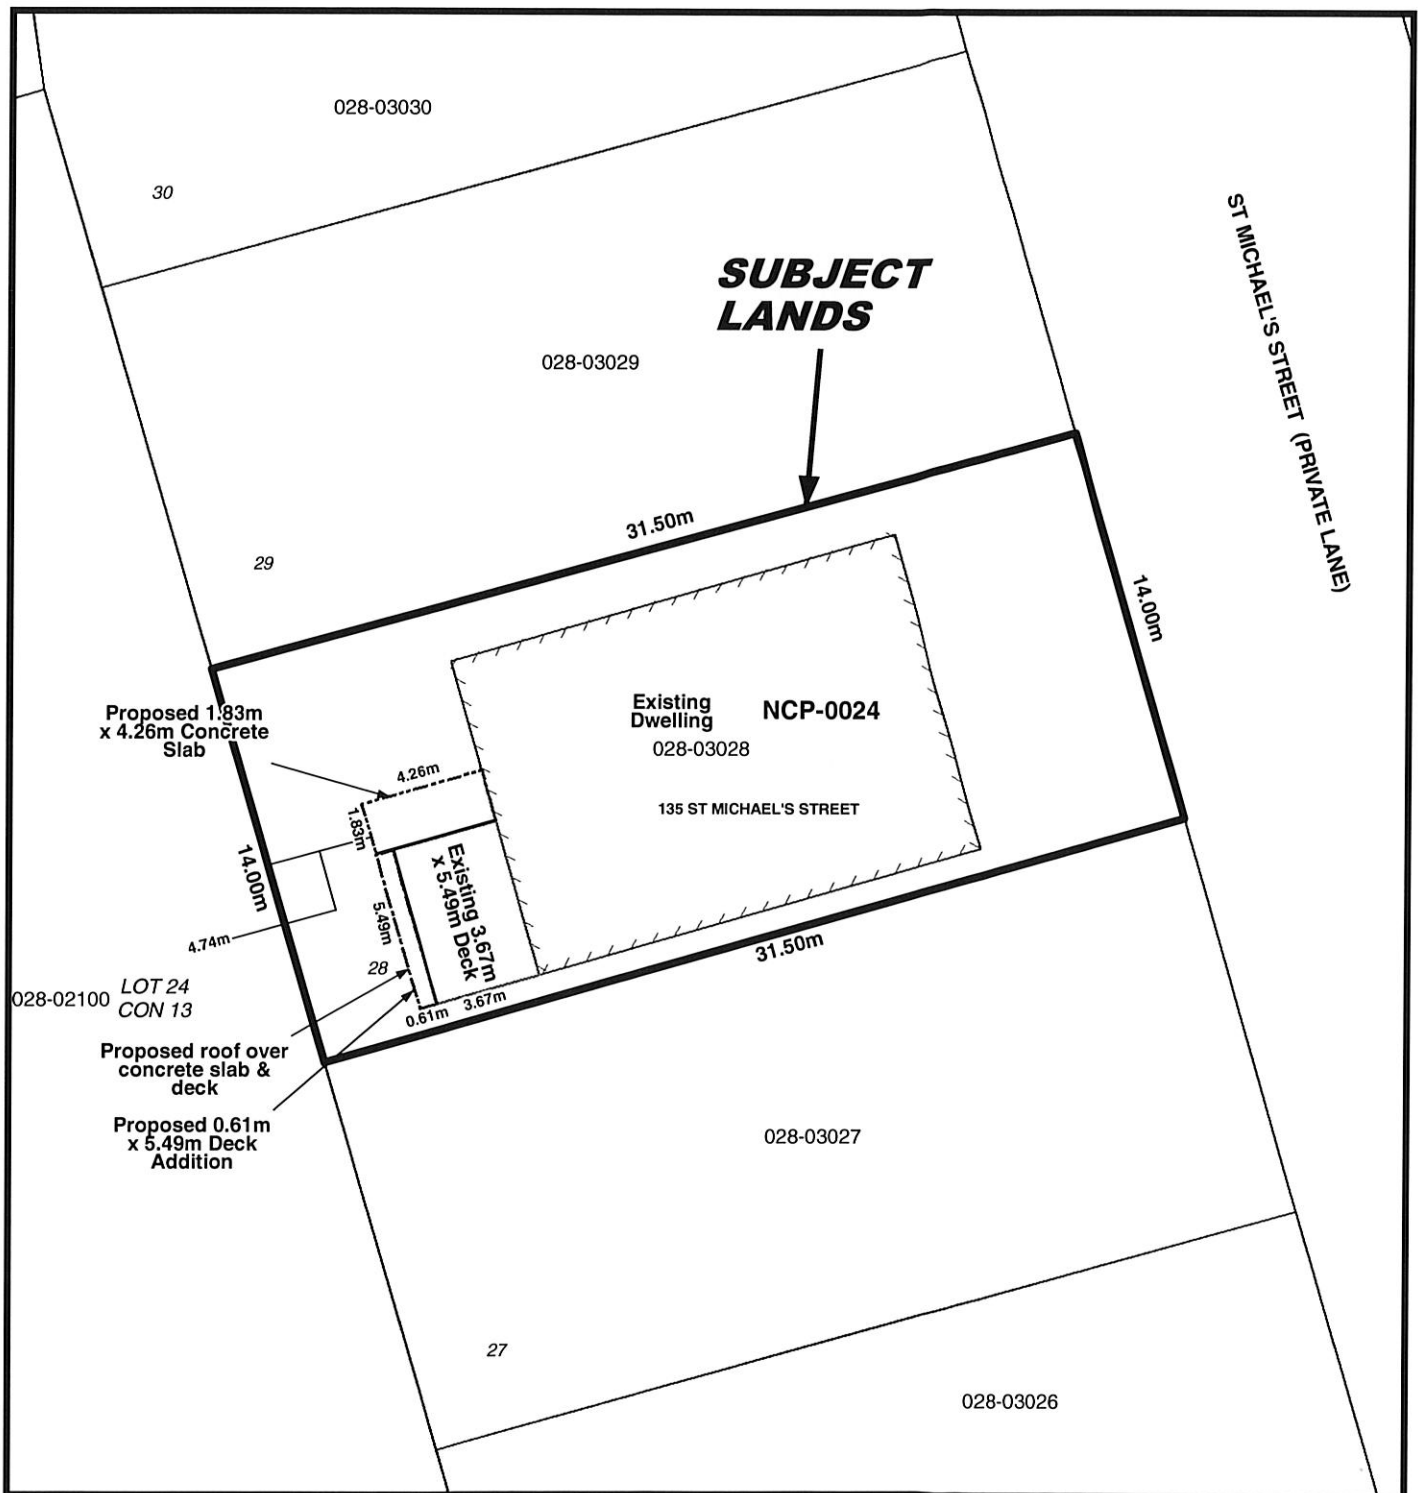 028-03030
30
ST MICHAEL'S STREET (PRIVATE LANE)
SUBJECT
LANDS
028-03029
31.50m
29
14.00m
Proposed 1.83m
x 4.26m Concrete
Slab
Existing
Dwelling
NCP-0024
028-03028
4.26m
135 ST MICHAEL'S STREET
1.83m
14.00m
Existing 3.67m
x 5.49m Deck
5.49m
4.74m
31.50m
28
LOT 24
CON 13
028-02100
3.67m
0.61m
Proposed roof over
concrete slab &
deck
Proposed 0.61m
x 5.49m Deck
Addition
028-03027
27
028-03026